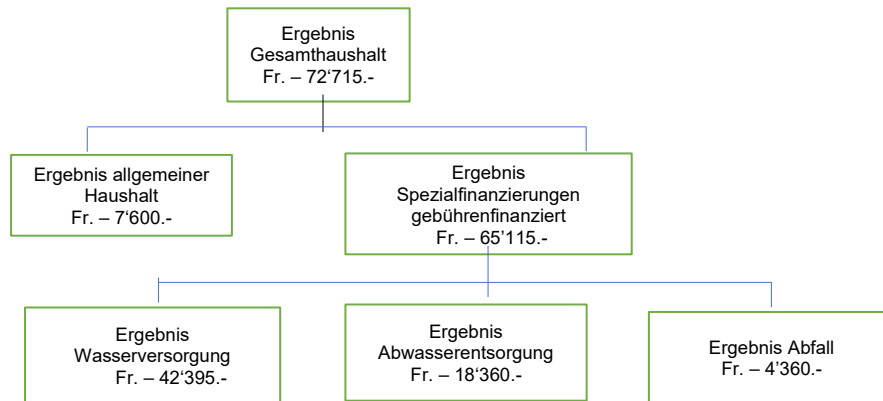 Ergebnis
Gesamthaushalt
Fr. – 72‘715.-
Ergebnis allgemeiner
Haushalt
Fr. – 7‘600.-
Ergebnis
Spezialfinanzierungen
gebührenfinanziert
Fr. – 65’115.-
Ergebnis
Wasserversorgung
Fr. – 42‘395.-
Ergebnis
Abwasserentsorgung
Fr. – 18‘360.-
Ergebnis Abfall
Fr. – 4’360.-